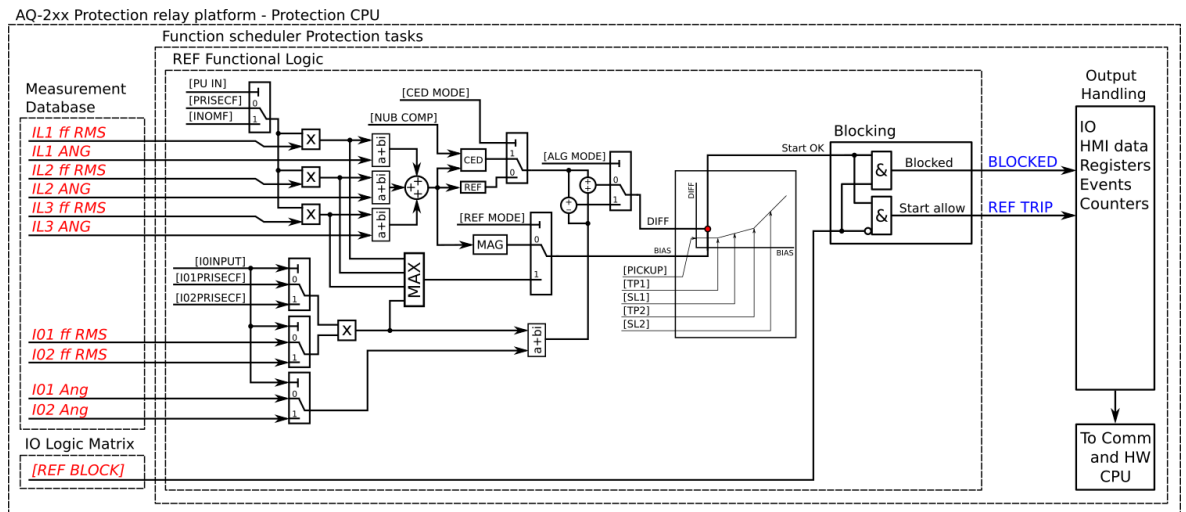 AQ-2xx Protection relay platform - Protection CPU
Function scheduler Protection tasks
REF Functional Logic
Measurement
Database
IL1 ff RMS
IL1 ANG
IL2 ff RMS
IL2 ANG
IL3 ff RMS
IL3 ANG
I01 ff RMS
I02 ff RMS
I01 Ang
I02 Ang
IO Logic Matrix
[REF BLOCK]
[PU IN]
[PRISECF]
[INOMF]
0
1
X
X
X
a+bi
a+bi
a+bi
+
+
+
[CED MODE]
[NUB COMP]
CED
REF
1
0
[REF MODE]
MAG
0
1
MAX
[I0INPUT]
[I01PRISECF]
[I02PRISECF]
0
1
0
1
X
0
1
a+bi
[ALG MODE]
0
1
+
-
+
-
DIFF
BIAS
DIFF
BIAS
[PICKUP]
[TP1]
[SL1]
[TP2]
[SL2]
Start OK
Blocking
&
Blocked
&
Start allow
BLOCKED
REF TRIP
Output
Handling
IO
HMI data
Registers
Events
Counters
To Comm
and HW
CPU